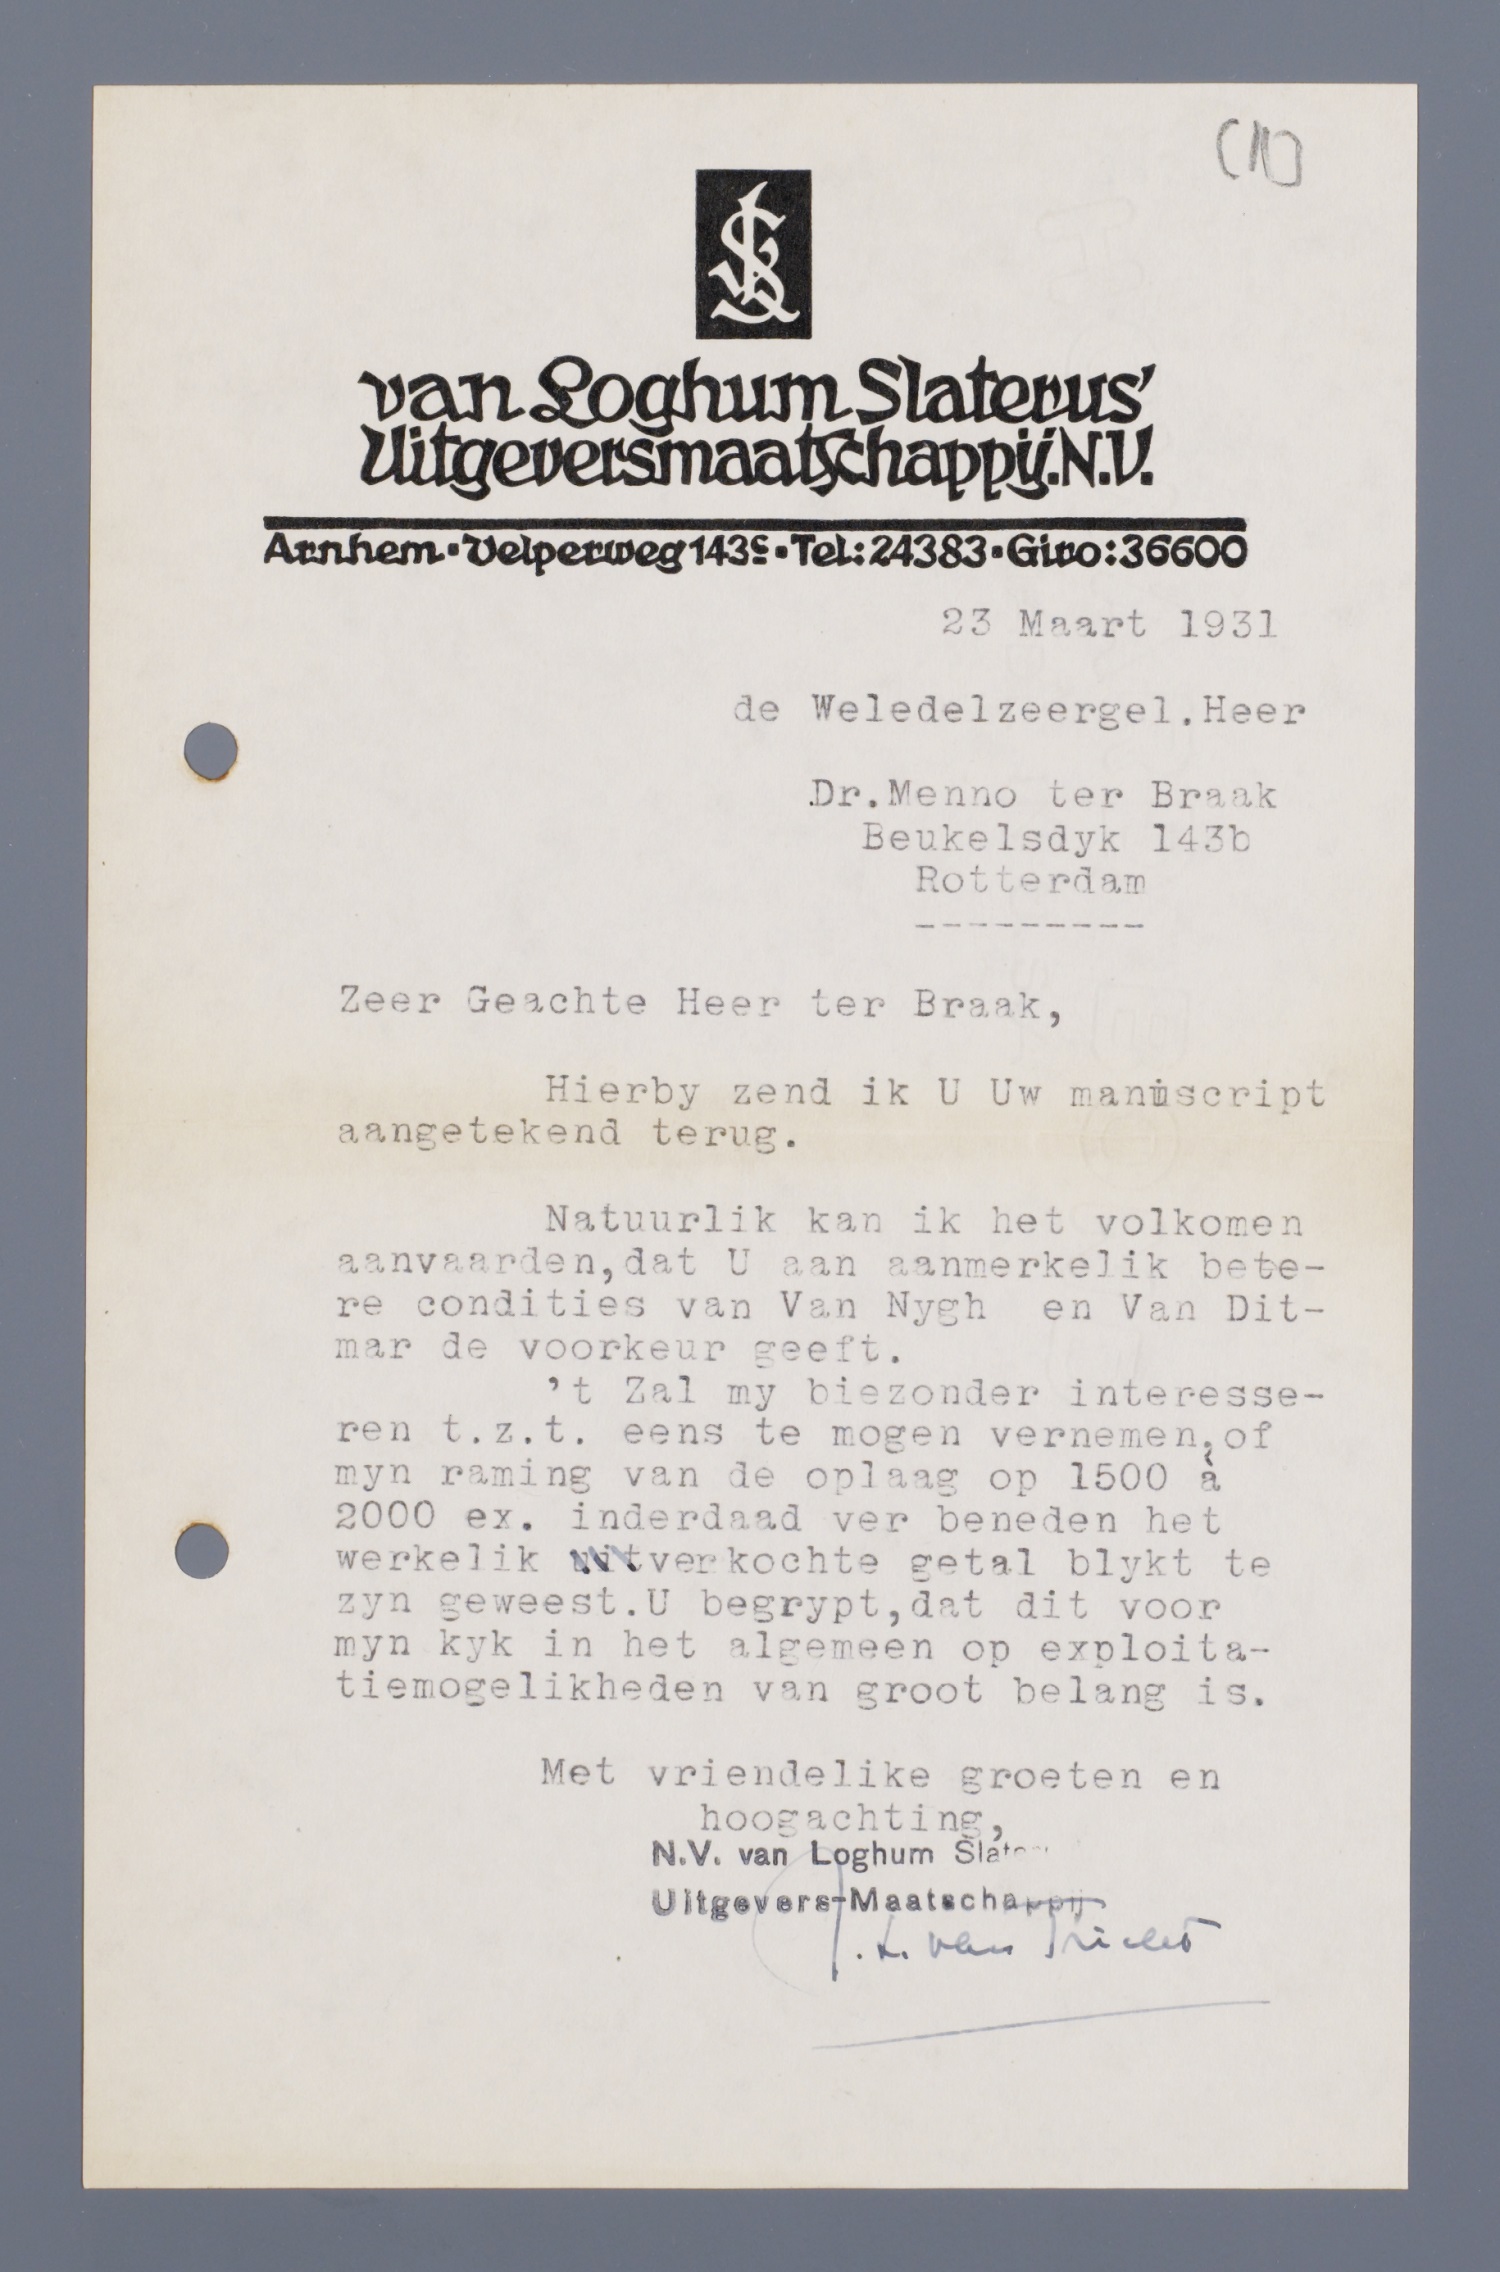 van Loghum Slaterus'
Uitgeversmaatschappij.N.V.
Arnhem·Velperweg 143c·Tel:24383·Giro:36600
23 Maart 1931
de Weledelzeergel.Heer
Dr.Menno ter Braak
Beukelsdyk 143b
Rotterdam
---------
Zeer Geachte Heer ter Braak,
Hierby zend ik U Uw manuscript
aangetekend terug.
Natuurlik kan ik het volkomen
aanvaarden,dat U aan aanmerkelik bete-
re condities van Van Nygh en Van Dit-
mar de voorkeur geeft.
't Zal my biezonder interesse-
ren t.z.t. eens te mogen vernemen,of
myn raming van de oplaag op 1500 à
2000 ex. inderdaad ver beneden het
werkelik uitverkochte getal blykt te
zyn geweest.U begrypt,dat dit voor
myn kyk in het algemeen op exploita-
tiemogelikheden van groot belang is.
Met vriendelike groeten en
hoogachting,
N.V. van Loghum Slate
Uitgevers-Maatschappij